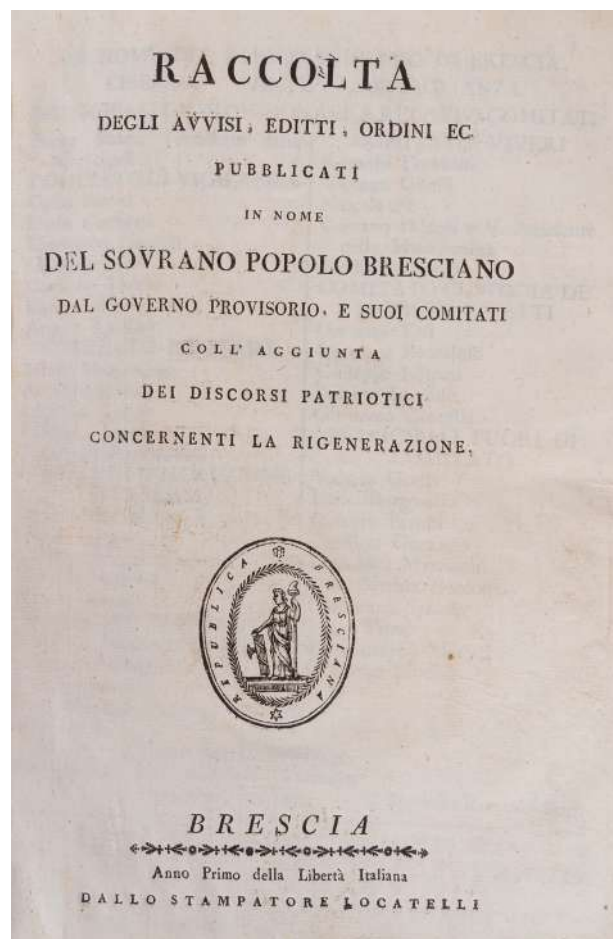 RACCOLTA
DEGLI AVVISI, EDITTI, ORDINI EC.
PUBBLICATI
IN NOME
DEL SOVRANO POPOLO BRESCIANO
DAL GOVERNO PROVISORIO, E SUOI COMITATI
COLL' AGGIUNTA
DEI DISCORSI PATRIOTICI
CONCERNENTI LA RIGENERAZIONE.
REPUBLICA BRESCIANA
BRESCIA
Anno Primo della Libertà Italiana
DALLO STAMPATORE LOCATELLI